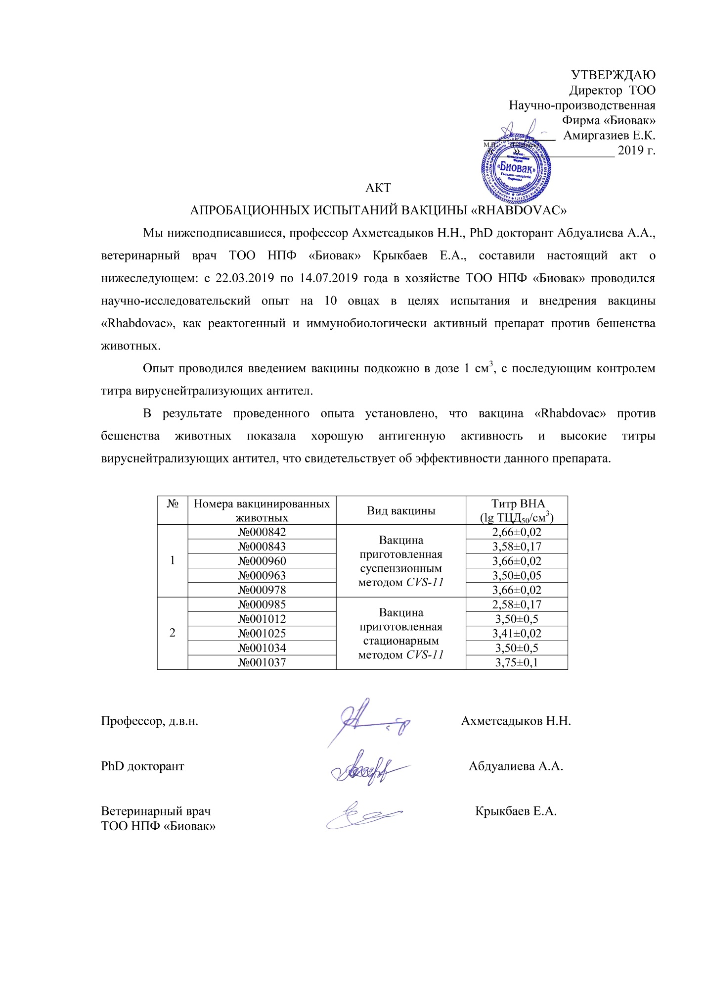 УТВЕРЖДАЮ
Директор ТОО
Научно-производственная
Фирма «Биовак»
Амиргазиев Е.К.
« » 2019 г.
Научно -
производственная
Фирма
«БИОВАК»
Ғылыми - өндірістік
Фирмасы
АКТ
АПРОБАЦИОННЫХ ИСПЫТАНИЙ ВАКЦИНЫ «RHABDOVAC»
Мы нижеподписавшиеся, профессор Ахметсадыков Н.Н., PhD докторант Абдуалиева А.А.,
ветеринарный врач ТОО НПФ «Биовак» Крыкбаев Е.А., составили настоящий акт о
нижеследующем: с 22.03.2019 по 14.07.2019 года в хозяйстве ТОО НПФ «Биовак» проводился
научно-исследовательский опыт на 10 овцах в целях испытания и внедрения вакцины
«Rhabdovac», как реактогенный и иммунобиологически активный препарат против бешенства
животных.
Опыт проводился введением вакцины подкожно в дозе 1 см³, с последующим контролем
титра вируснейтрализующих антител.
В результате проведенного опыта установлено, что вакцина «Rhabdovac» против
бешенства животных показала хорошую антигенную активность и высокие титры
вируснейтрализующих антител, что свидетельствует об эффективности данного препарата.
№ Номера вакцинированных животных Вид вакцины Титр ВНА (lg ТЦД₅₀/см³)
1 №000842 Вакцина приготовленная суспензионным методом CVS-11 2,66±0,02
№000843 3,58±0,17
№000960 3,66±0,02
№000963 3,50±0,05
№000978 3,66±0,02
2 №000985 Вакцина приготовленная стационарным методом CVS-11 2,58±0,17
№001012 3,50±0,5
№001025 3,41±0,02
№001034 3,50±0,5
№001037 3,75±0,1
Профессор, д.в.н. Ахметсадыков Н.Н.
PhD докторант Абдуалиева А.А.
Ветеринарный врач Крыкбаев Е.А.
ТОО НПФ «Биовак»